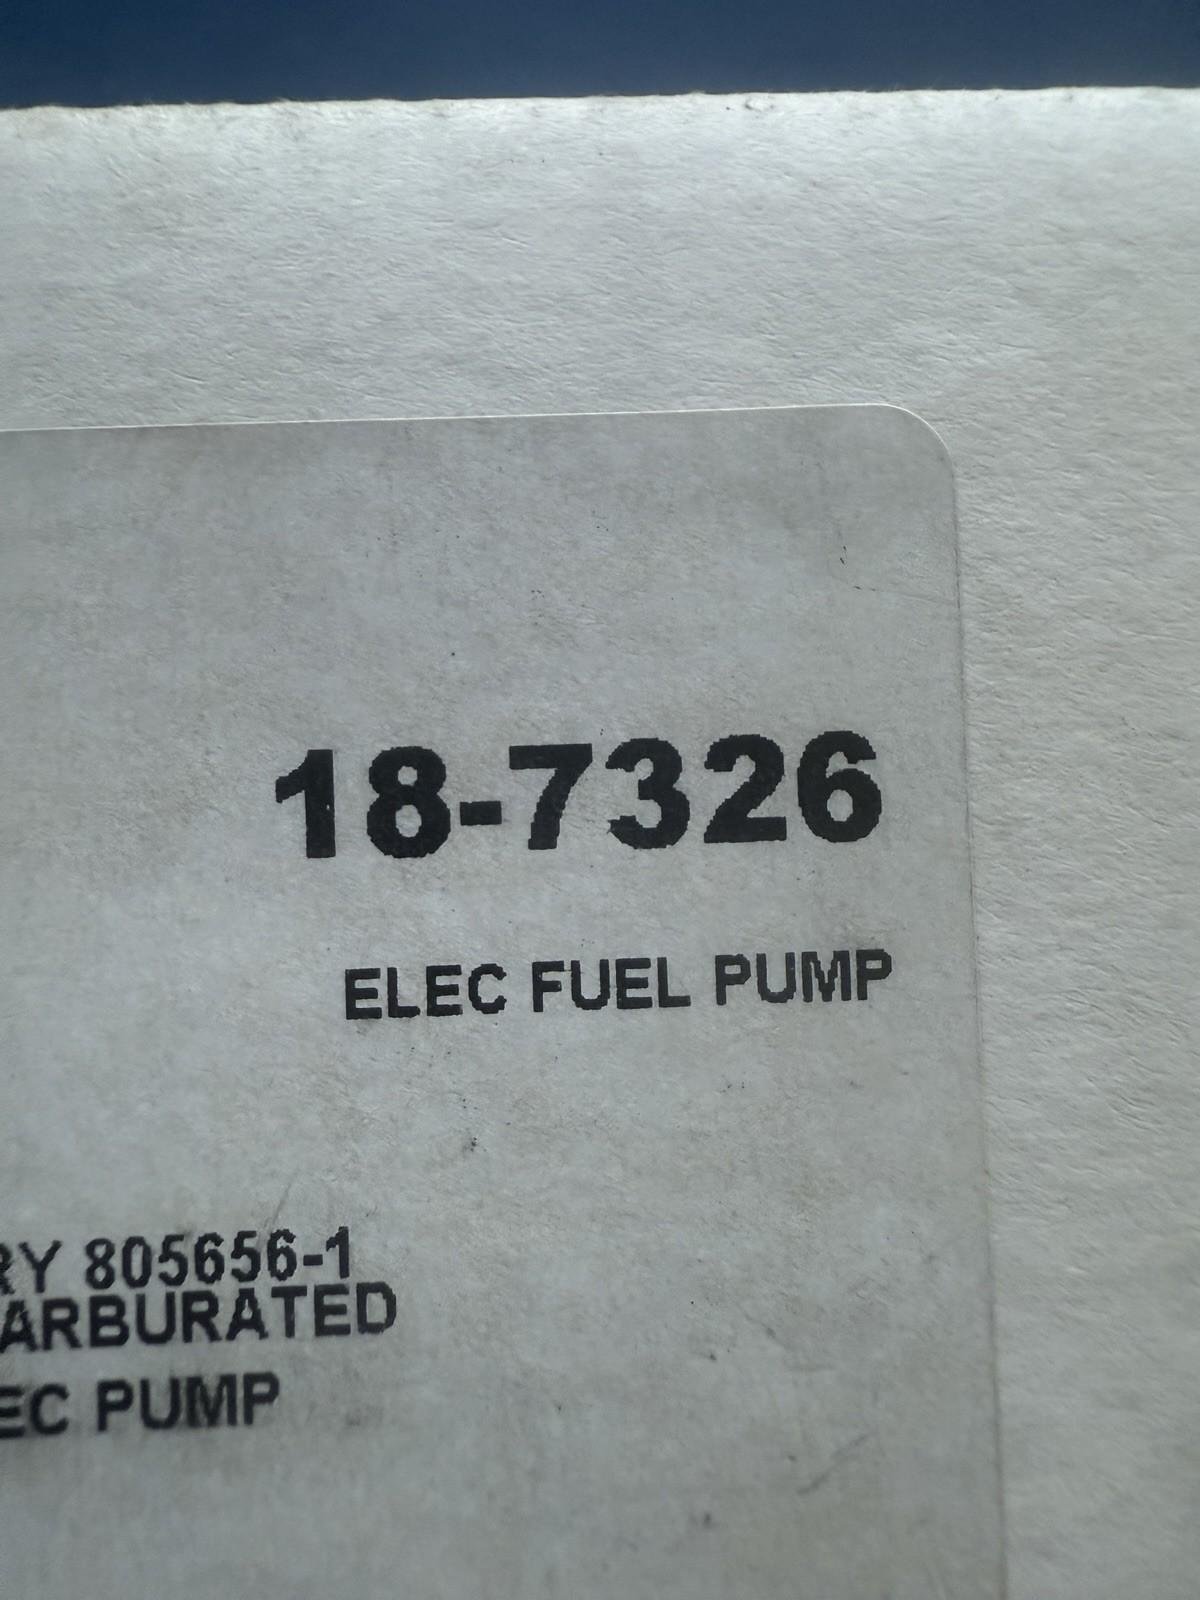 18-7326
ELEC FUEL PUMP
RY 805656-1
ARBURATED
EC PUMP